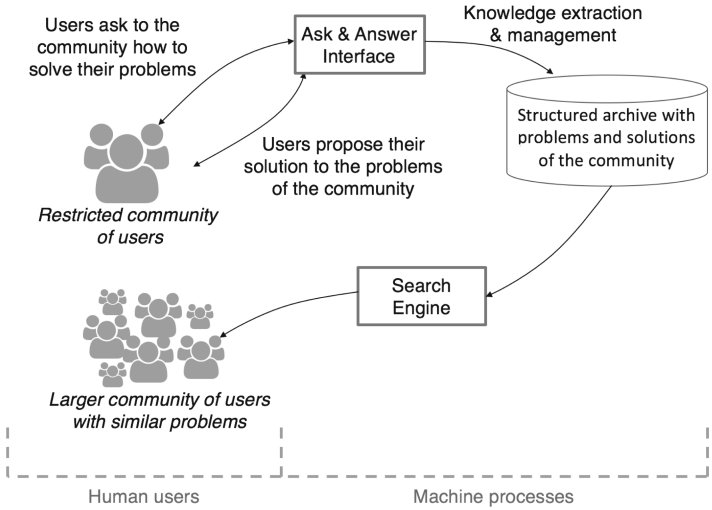 Users ask to the
community how to
solve their problems
Ask & Answer
Interface
Knowledge extraction
& management
Structured archive with
problems and solutions
of the community
Users propose their
solution to the problems
of the community
Restricted community
of users
Search
Engine
Larger community of users
with similar problems
Human users
Machine processes